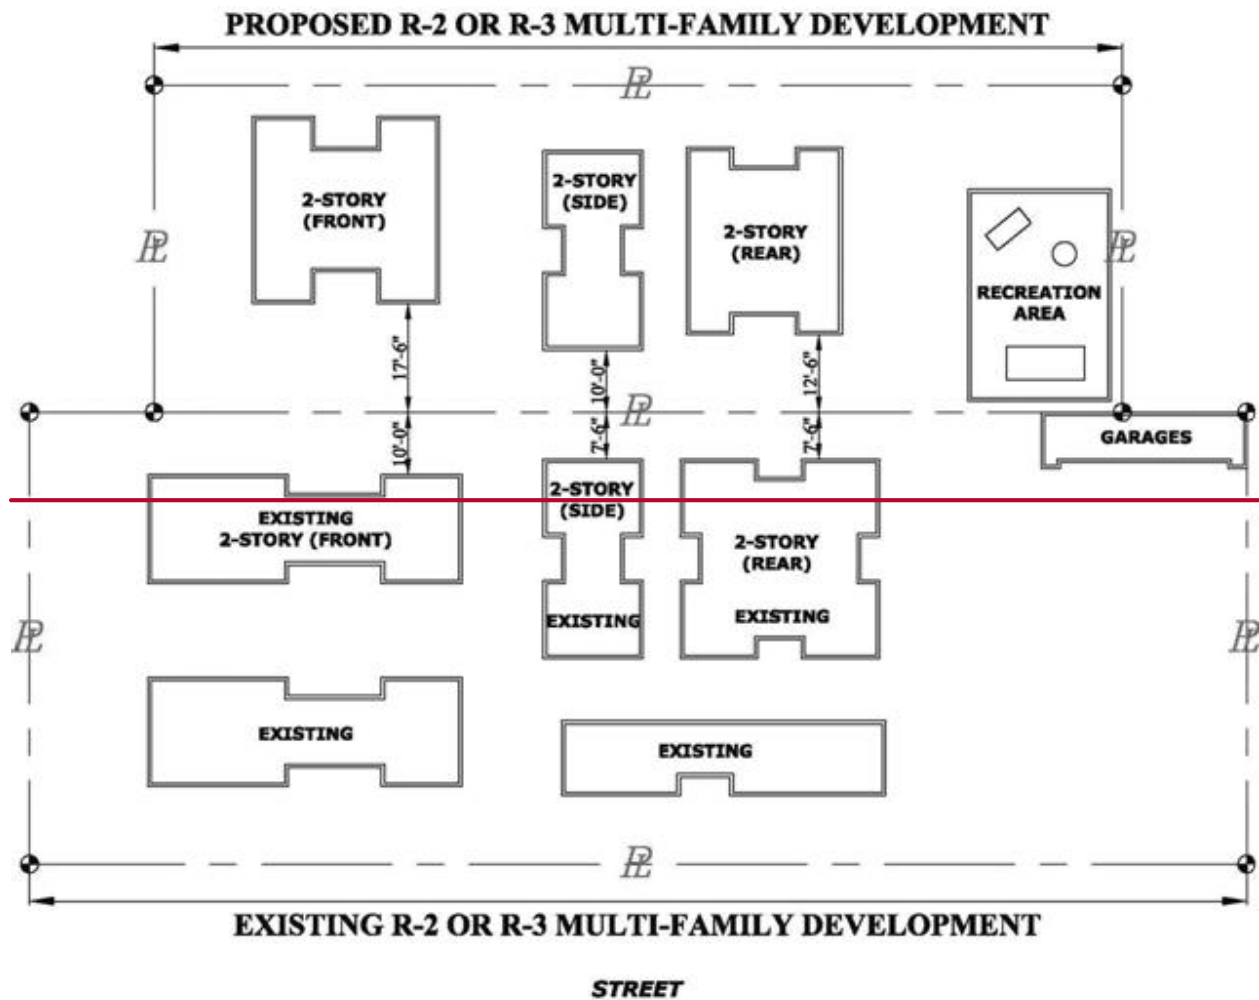 PROPOSED R-2 OR R-3 MULTI-FAMILY DEVELOPMENT
PL
2-STORY
(FRONT)
2-STORY
(SIDE)
2-STORY
(REAR)
PL
PL
RECREATION
AREA
17'-6"
10'-0"
12'-6"
PL
10'-0"
7'-6"
7'-6"
GARAGES
EXISTING
2-STORY (FRONT)
2-STORY
(SIDE)
EXISTING
2-STORY
(REAR)
EXISTING
PL
PL
EXISTING
EXISTING
PL
EXISTING R-2 OR R-3 MULTI-FAMILY DEVELOPMENT
STREET